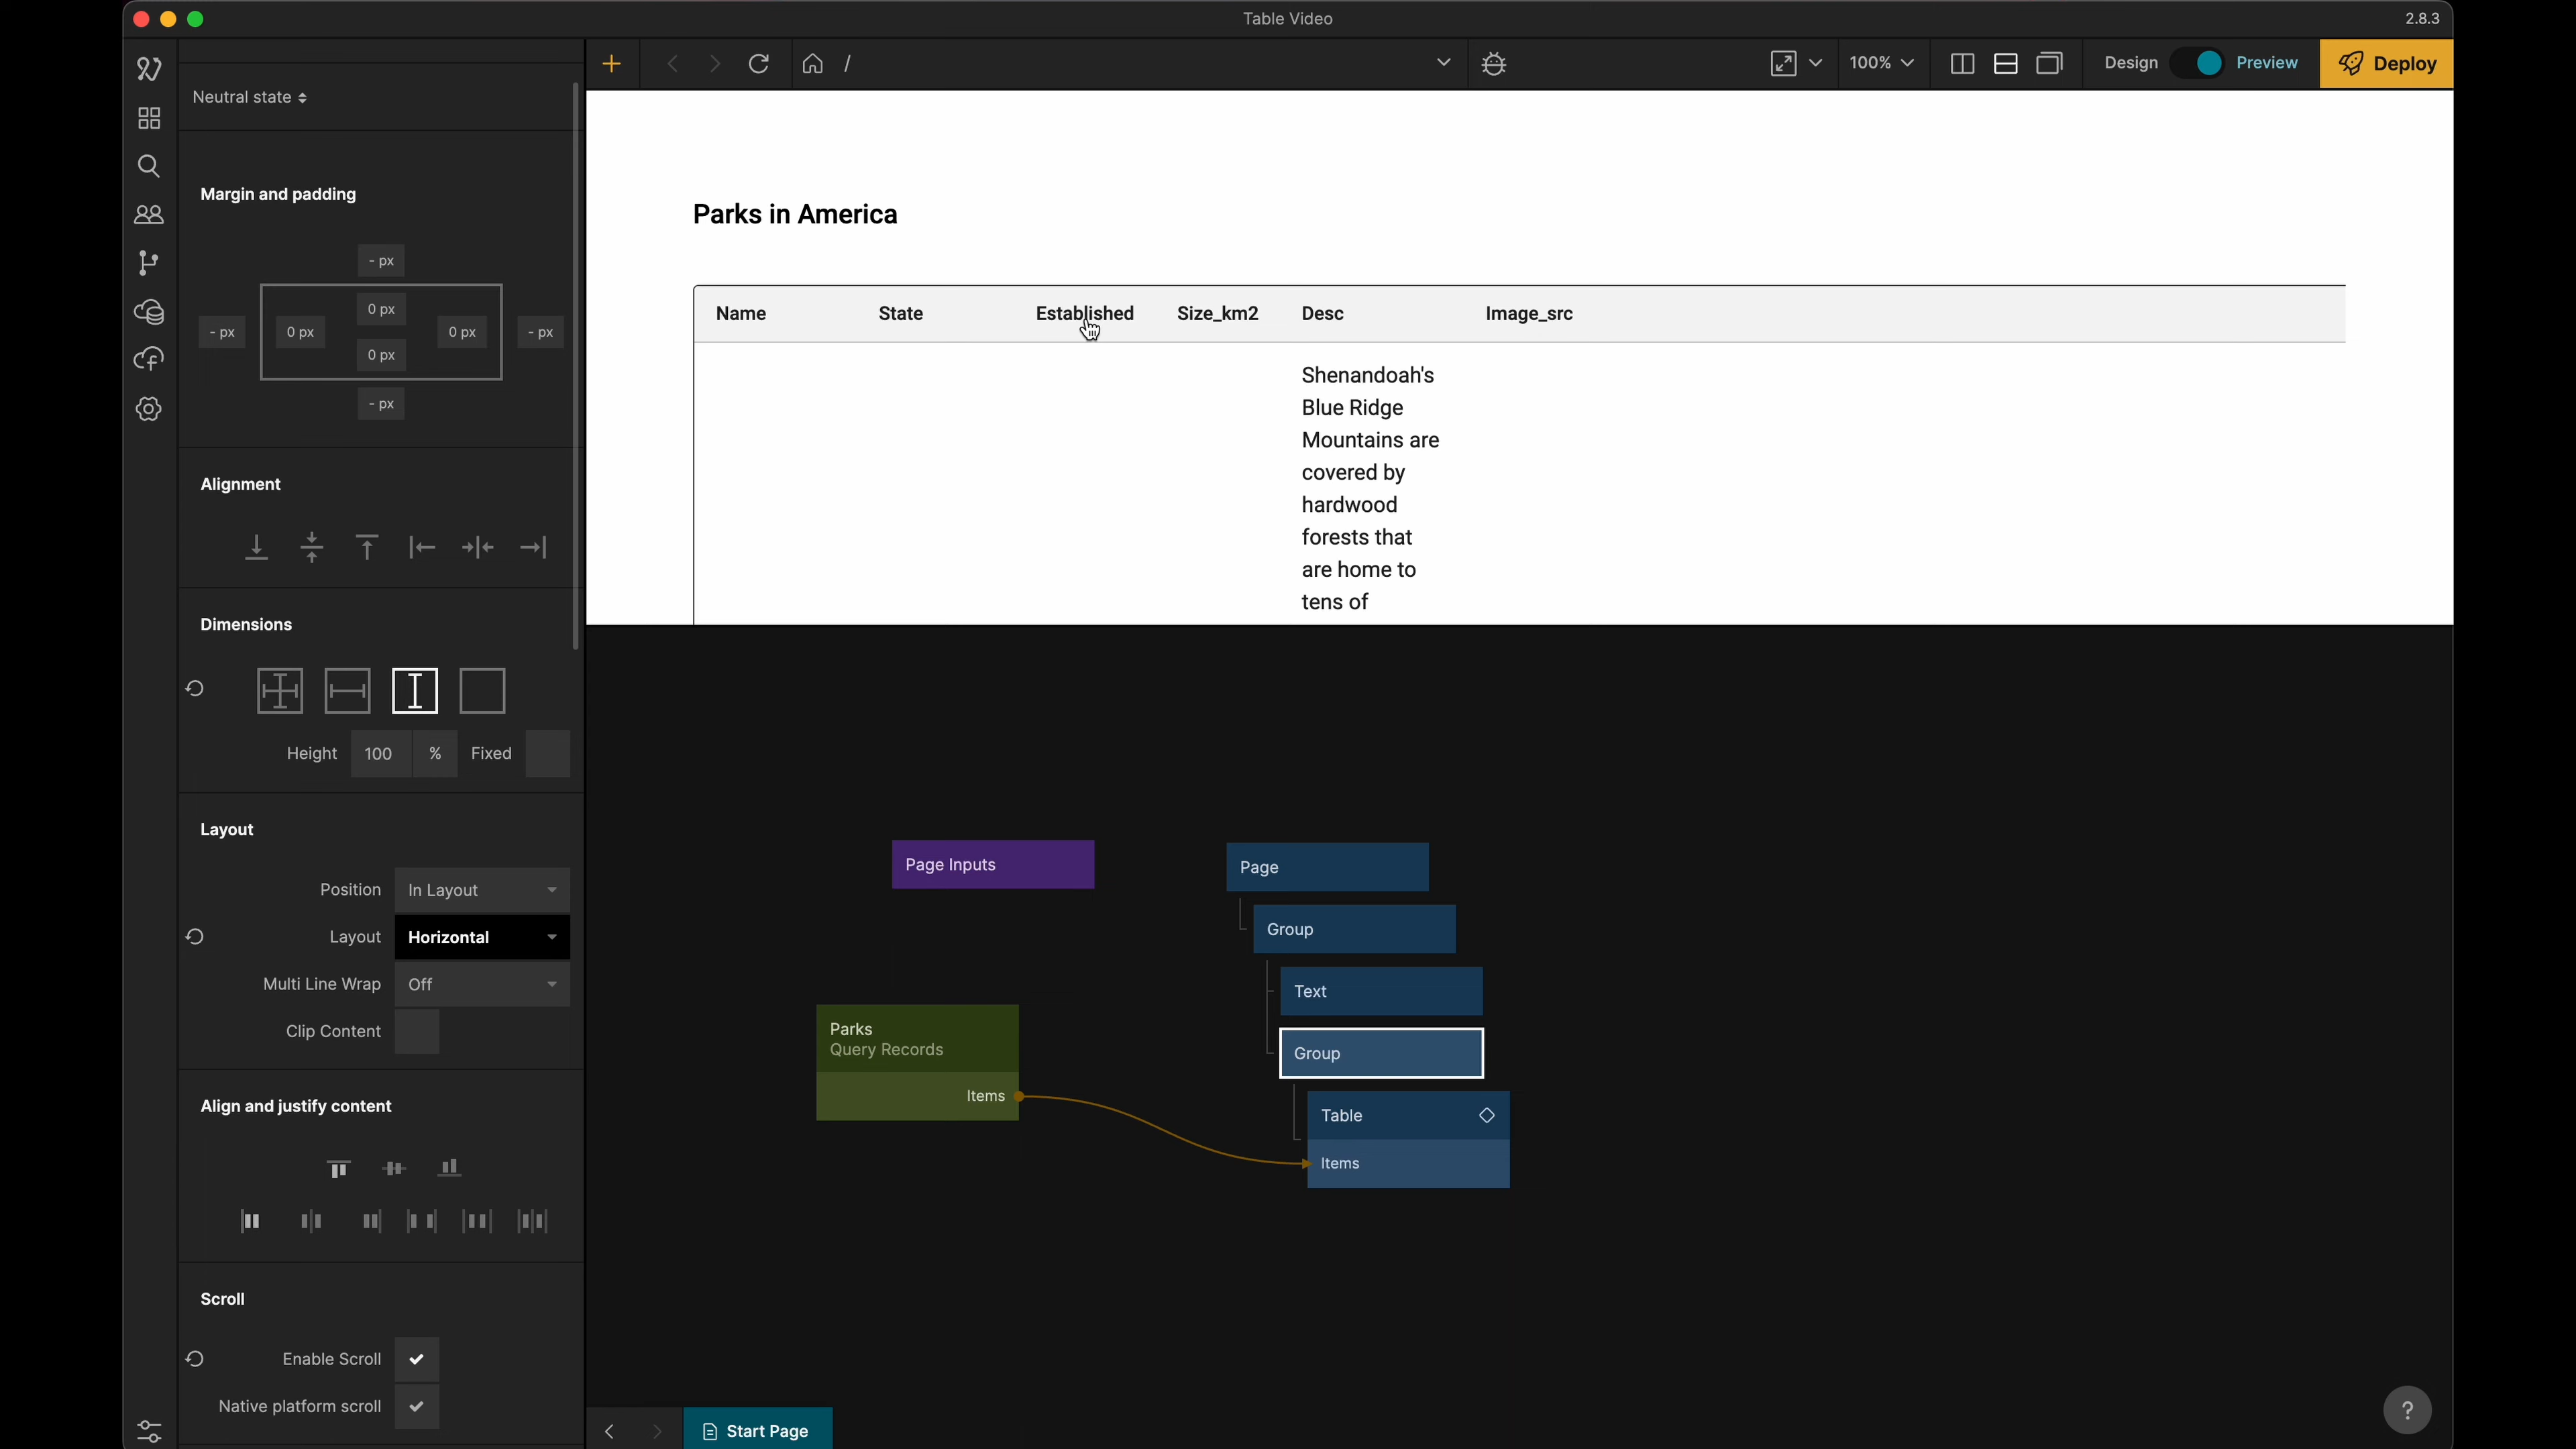 Table Video
2.8.3
Neutral state
/
100%
Design
Preview
Deploy
Margin and padding
- px
0 px
- px
0 px
0 px
- px
0 px
- px
Alignment
Dimensions
Height
100
%
Fixed
Layout
Position
In Layout
Layout
Horizontal
Multi Line Wrap
Off
Clip Content
Align and justify content
Scroll
Enable Scroll
Native platform scroll
Parks in America
Name
State
Established
Size_km2
Desc
Image_src
Shenandoah's
Blue Ridge
Mountains are
covered by
hardwood
forests that
are home to
tens of
Page Inputs
Page
Group
Text
Group
Parks
Query Records
Items
Table
Items
Start Page
?